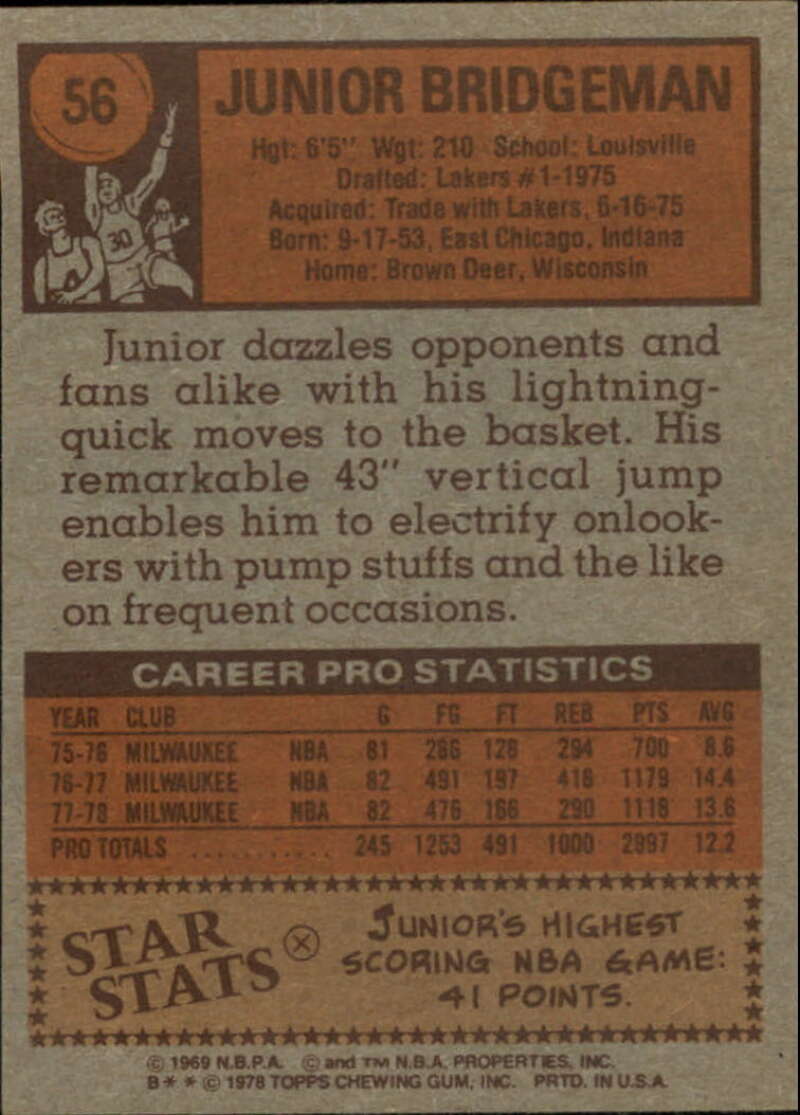 56
JUNIOR BRIDGEMAN
Hgt: 6'5" Wgt: 210 School: Louisville
Drafted: Lakers #1-1975
Acquired: Trade with Lakers, 6-16-75
Born: 9-17-53, East Chicago, Indiana
Home: Brown Deer, Wisconsin
30
Junior dazzles opponents and
fans alike with his lightning-
quick moves to the basket. His
remarkable 43" vertical jump
enables him to electrify onlook-
ers with pump stuffs and the like
on frequent occasions.
CAREER PRO STATISTICS
YEAR CLUB G FG FT REB PTS AVG
75-76 MILWAUKEE NBA 81 286 128 294 700 8.6
76-77 MILWAUKEE NBA 82 491 197 416 1179 14.4
77-78 MILWAUKEE NBA 82 476 166 290 1118 13.6
PRO TOTALS ............ 245 1253 491 1000 2997 12.2
STAR
STATS ®
JUNIOR'S HIGHEST
SCORING NBA GAME:
41 POINTS.
© 1969 N.B.P.A. © and TM N.B.A. PROPERTIES, INC.
B* * © 1978 TOPPS CHEWING GUM, INC. PRTD. IN U.S.A.